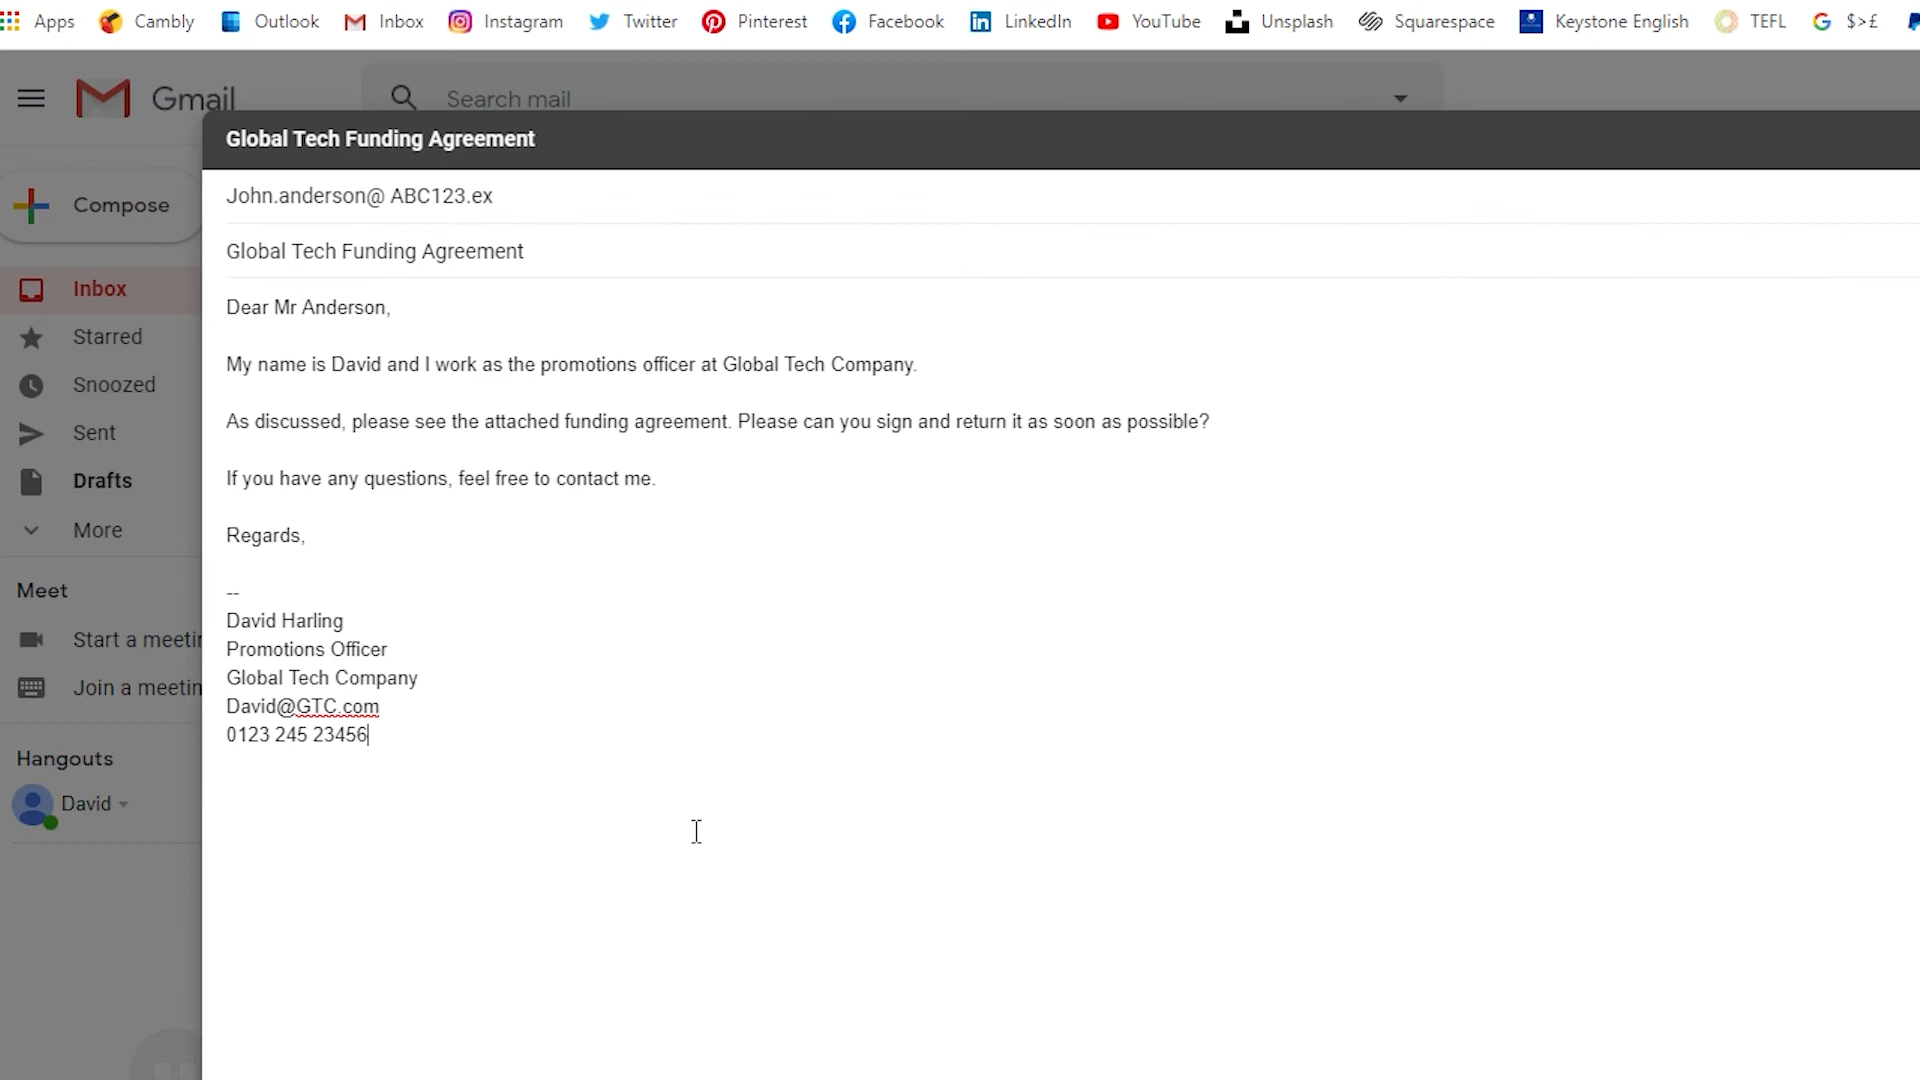 Apps Cambly Outlook Inbox Instagram Twitter Pinterest Facebook LinkedIn YouTube Unsplash Squarespace Keystone English TEFL $>£
Gmail
Search mail
Global Tech Funding Agreement
John.anderson@ ABC123.ex
Compose
Global Tech Funding Agreement
Inbox
Dear Mr Anderson,
Starred
My name is David and I work as the promotions officer at Global Tech Company.
Snoozed
As discussed, please see the attached funding agreement. Please can you sign and return it as soon as possible?
Sent
If you have any questions, feel free to contact me.
Drafts
More
Regards,
Meet
--
David Harling
Start a meetin
Promotions Officer
Global Tech Company
Join a meetin
David@GTC.com
0123 245 23456
Hangouts
David